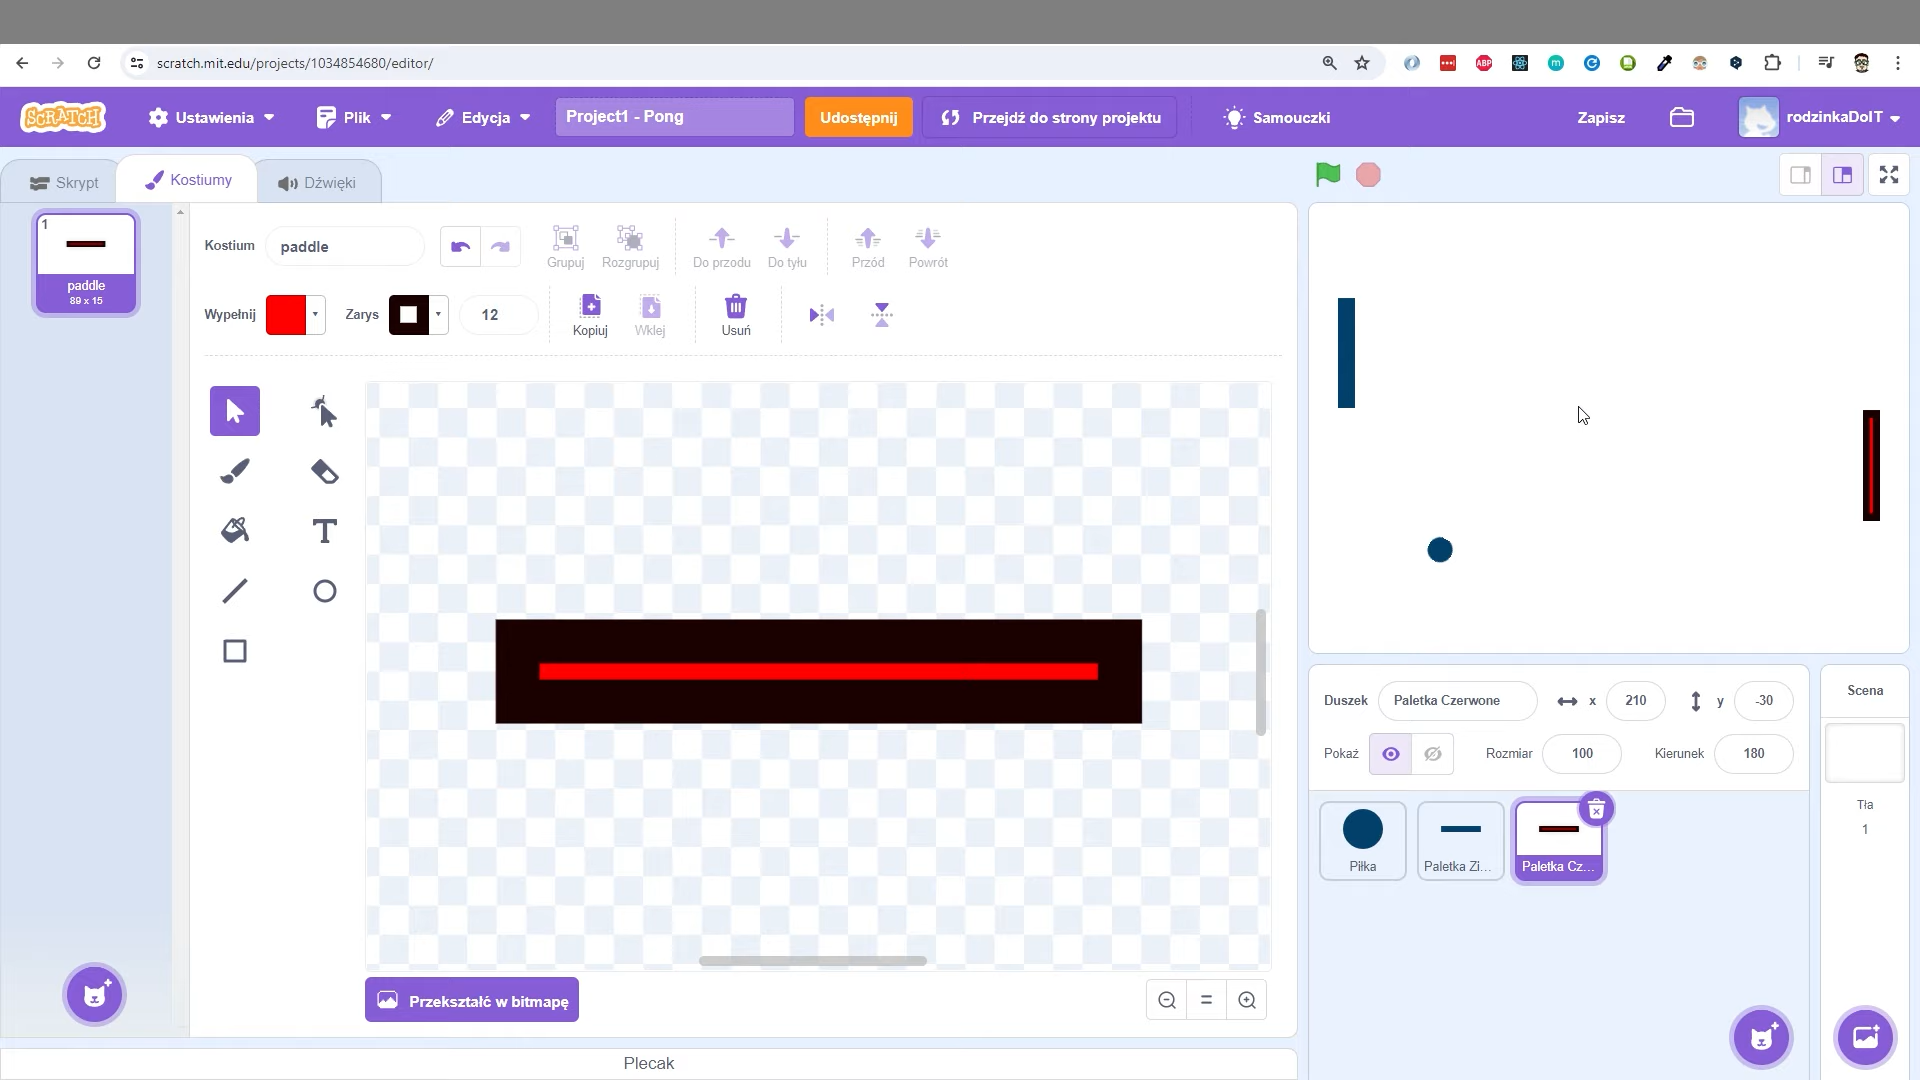 scratch.mit.edu/projects/1034854680/editor/
ABP
SCRATCH
Ustawienia
Plik
Edycja
Project1 - Pong
Udostępnij
Przejdź do strony projektu
Samouczki
Zapisz
rodzinkaDoIT
Skrypt
Kostiumy
Dźwięki
1
paddle
89 x 15
Kostium
paddle
Grupuj
Rozgrupuj
Do przodu
Do tyłu
Przód
Powrót
Wypełnij
Zarys
12
Kopiuj
Wklej
Usuń
T
Przekształć w bitmapę
Plecak
Duszek
Paletka Czerwone
x
210
y
-30
Pokaż
Rozmiar
100
Kierunek
180
Piłka
Paletka Zi...
Paletka Cz...
Scena
Tła
1